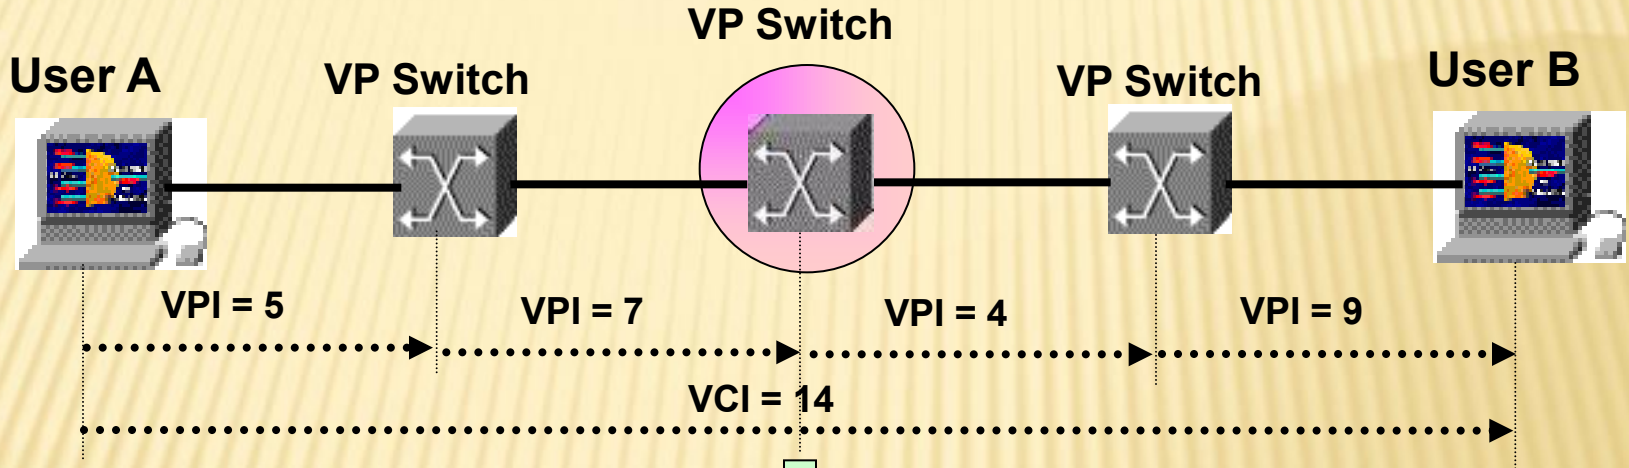 VP Switch
User A
VP Switch
VP Switch
User B
VPI = 5
VPI = 7
VPI = 4
VPI = 9
VCI = 14